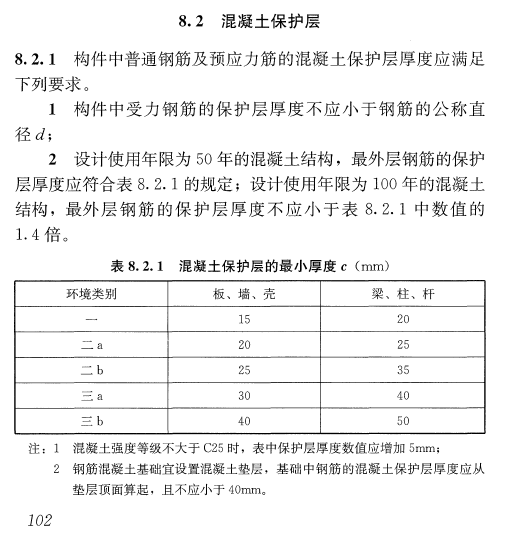 8.2 混凝土保护层
8.2.1 构件中普通钢筋及预应力筋的混凝土保护层厚度应满足
下列要求。
1 构件中受力钢筋的保护层厚度不应小于钢筋的公称直
径 d;
2 设计使用年限为 50 年的混凝土结构，最外层钢筋的保护
层厚度应符合表 8.2.1 的规定；设计使用年限为 100 年的混凝土
结构，最外层钢筋的保护层厚度不应小于表 8.2.1 中数值的
1.4 倍。
表 8.2.1 混凝土保护层的最小厚度 c (mm)
环境类别 板、墙、壳 梁、柱、杆
一 15 20
二 a 20 25
二 b 25 35
三 a 30 40
三 b 40 50
注：1 混凝土强度等级不大于 C25 时，表中保护层厚度数值应增加 5mm；
2 钢筋混凝土基础宜设置混凝土垫层，基础中钢筋的混凝土保护层厚度应从
垫层顶面算起，且不应小于 40mm。
102